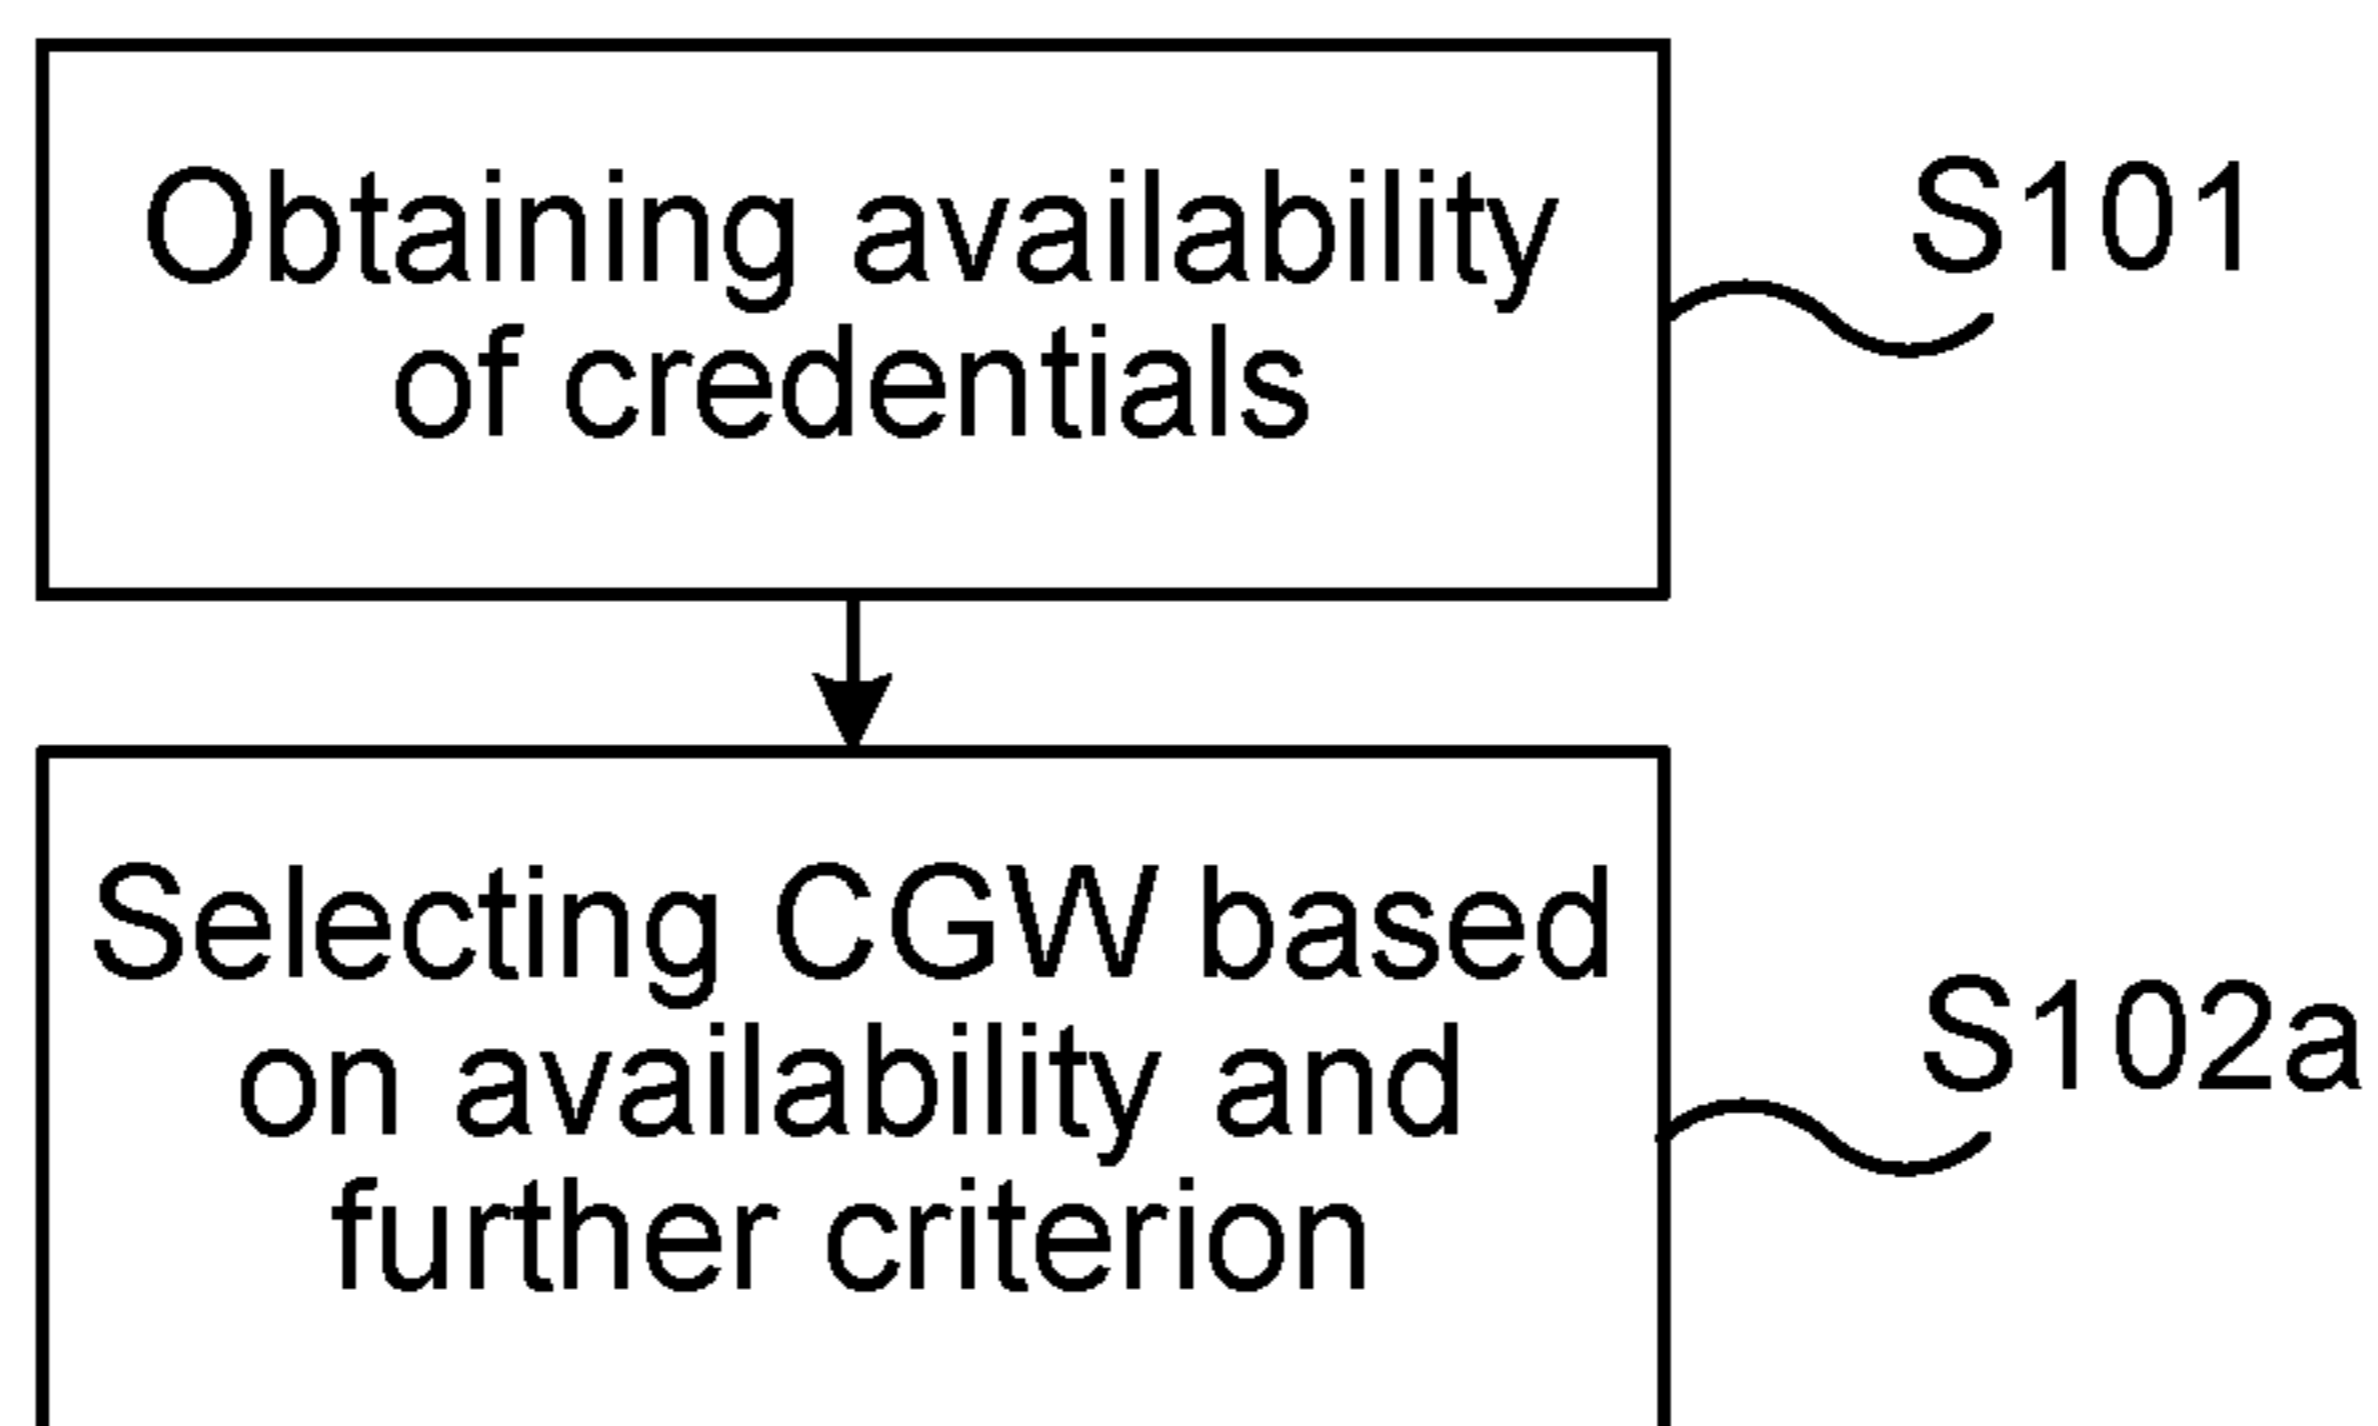 Obtaining availability
of credentials
S101
Selecting CGW based
on availability and
further criterion
S102a